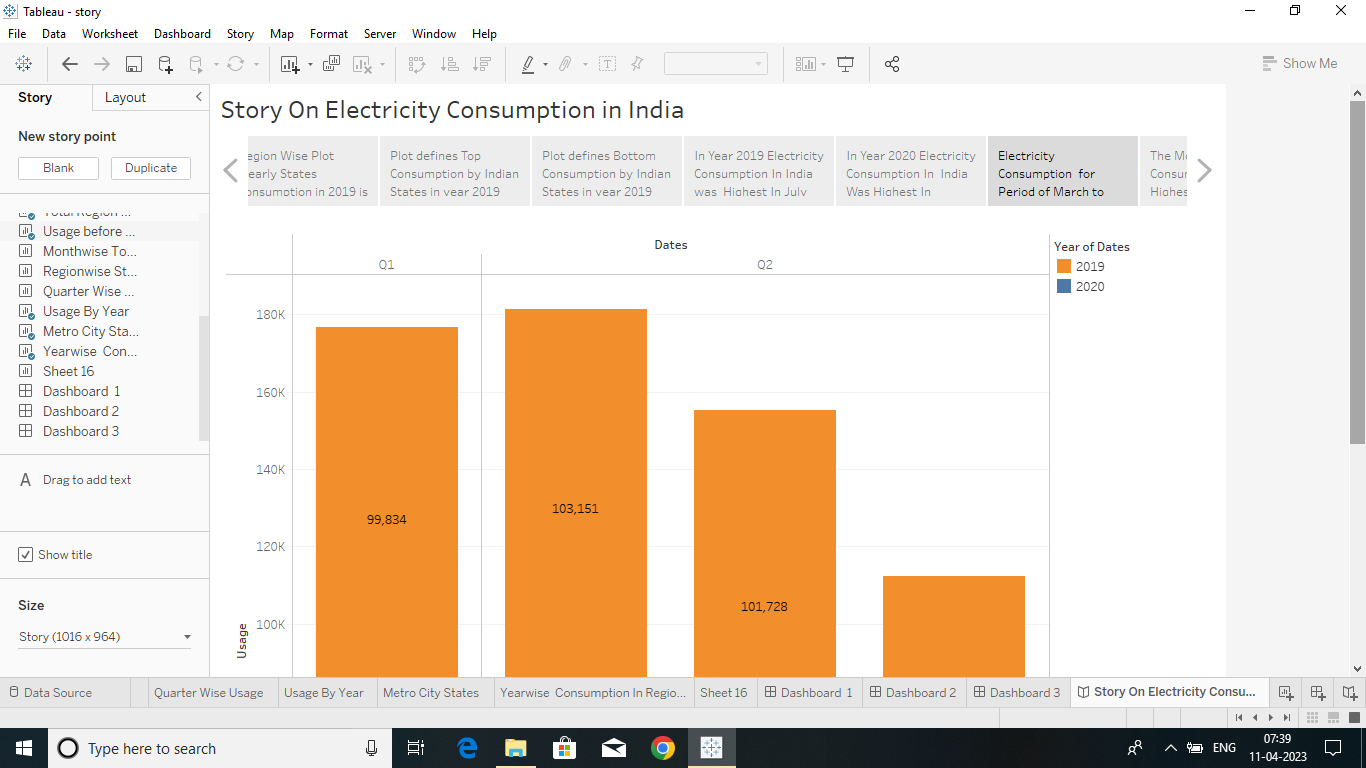 Tableau - story
File Data Worksheet Dashboard Story Map Format Server Window Help
Show Me
Story Layout
New story point
Blank Duplicate
Usage before ...
Monthwise To...
Regionwise St...
Quarter Wise ...
Usage By Year
Metro City Sta...
Yearwise Con...
Sheet 16
Dashboard 1
Dashboard 2
Dashboard 3
A Drag to add text
Show title
Size
Story (1016 x 964)
Story On Electricity Consumption in India
egion Wise Plot
early States
onsumption in 2019 is
Plot defines Top
Consumption by Indian
States in year 2019
Plot defines Bottom
Consumption by Indian
States in year 2019
In Year 2019 Electricity
Consumption In India
was Highest In July
In Year 2020 Electricity
Consumption In India
Was Highest In
Electricity
Consumption for
Period of March to
The
Dates
Q1 Q2
180K
160K
140K
120K
100K
Usage
99,834
103,151
101,728
Year of Dates
2019
2020
Data Source Quarter Wise Usage Usage By Year Metro City States Yearwise Consumption In Regio... Sheet 16 Dashboard 1 Dashboard 2 Dashboard 3 Story On Electricity Consu...
Type here to search
ENG
07:39
11-04-2023